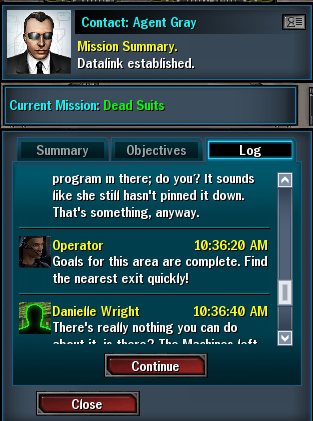 Contact: Agent Gray
Mission Summary.
Datalink established.
Current Mission: Dead Suits
Summary
Objectives
Log
program in there; do you? It sounds
like she still hasn't pinned it down.
That's something, anyway.
Operator 10:36:20 AM
Goals for this area are complete. Find
the nearest exit quickly!
Danielle Wright 10:36:40 AM
There's really nothing you can do
about it, is there? The Machines left
Continue
Close